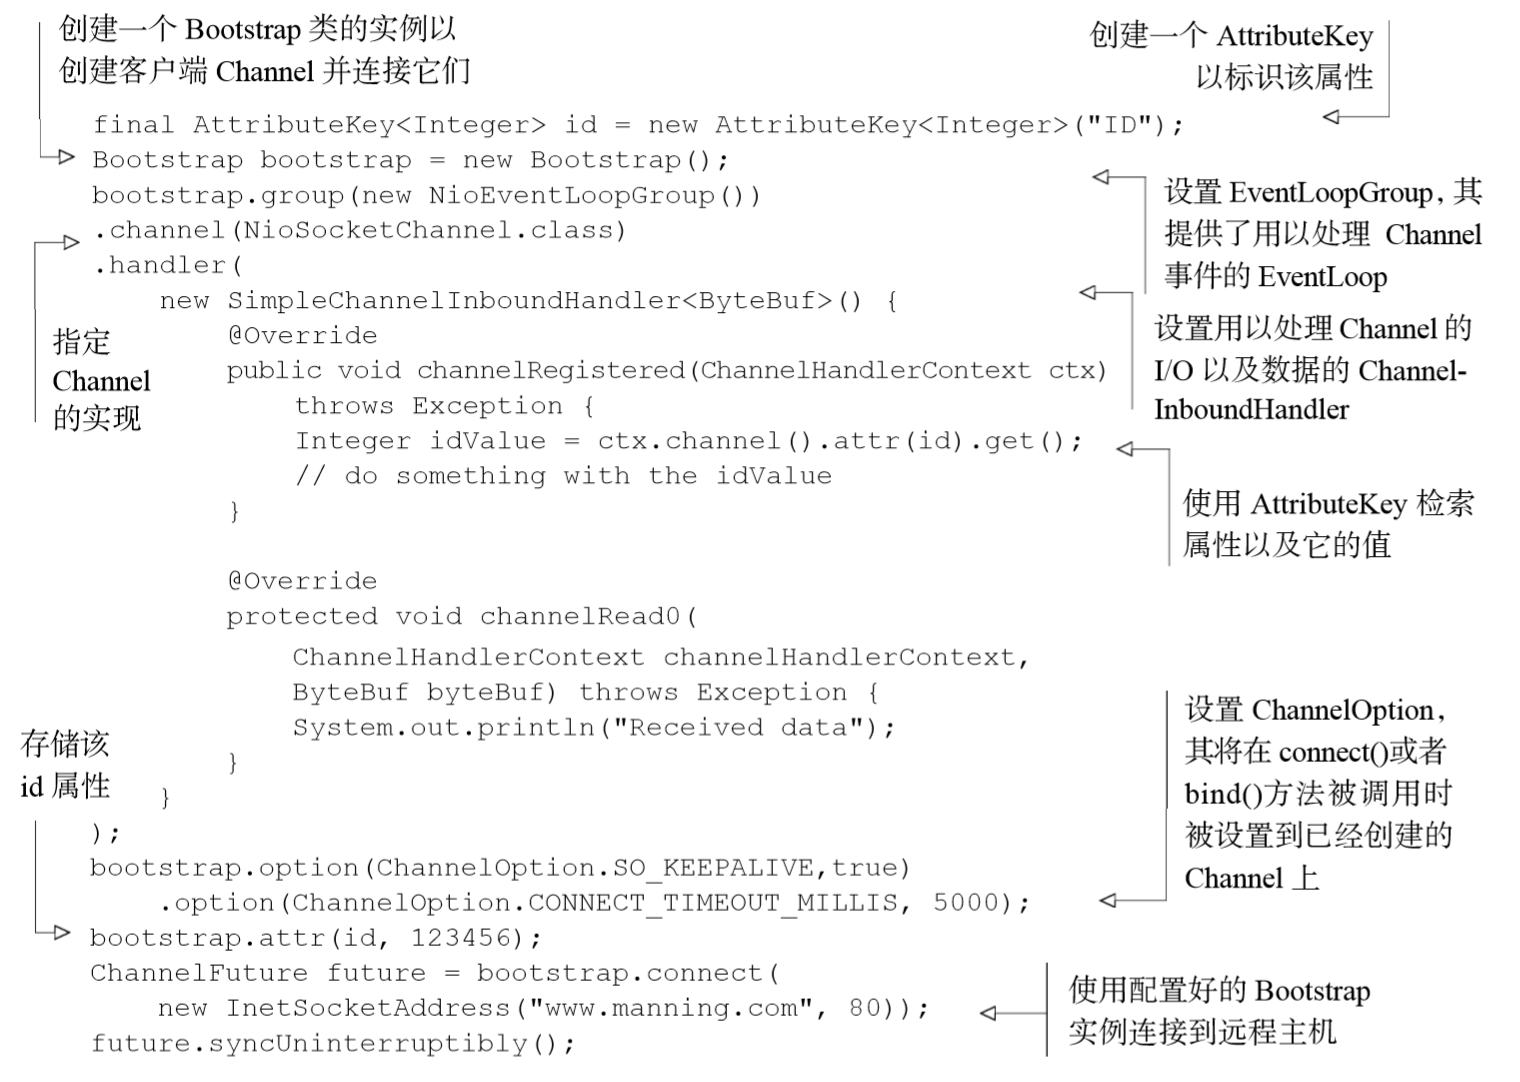 创建一个 Bootstrap 类的实例以
创建客户端 Channel 并连接它们
创建一个 AttributeKey
以标识该属性
final AttributeKey<Integer> id = new AttributeKey<Integer>("ID");
Bootstrap bootstrap = new Bootstrap();
bootstrap.group(new NioEventLoopGroup())
.channel(NioSocketChannel.class)
.handler(
new SimpleChannelInboundHandler<ByteBuf>() {
@Override
public void channelRegistered(ChannelHandlerContext ctx)
throws Exception {
Integer idValue = ctx.channel().attr(id).get();
// do something with the idValue
}
@Override
protected void channelRead0(
ChannelHandlerContext channelHandlerContext,
ByteBuf byteBuf) throws Exception {
System.out.println("Received data");
}
}
);
bootstrap.option(ChannelOption.SO_KEEPALIVE,true)
.option(ChannelOption.CONNECT_TIMEOUT_MILLIS, 5000);
bootstrap.attr(id, 123456);
ChannelFuture future = bootstrap.connect(
new InetSocketAddress("www.manning.com", 80));
future.syncUninterruptibly();
设置 EventLoopGroup，其
提供了用以处理 Channel
事件的 EventLoop
设置用以处理 Channel 的
I/O 以及数据的 Channel-
InboundHandler
指定
Channel
的实现
使用 AttributeKey 检索
属性以及它的值
存储该
id 属性
设置 ChannelOption，
其将在 connect()或者
bind()方法被调用时
被设置到已经创建的
Channel 上
使用配置好的 Bootstrap
实例连接到远程主机